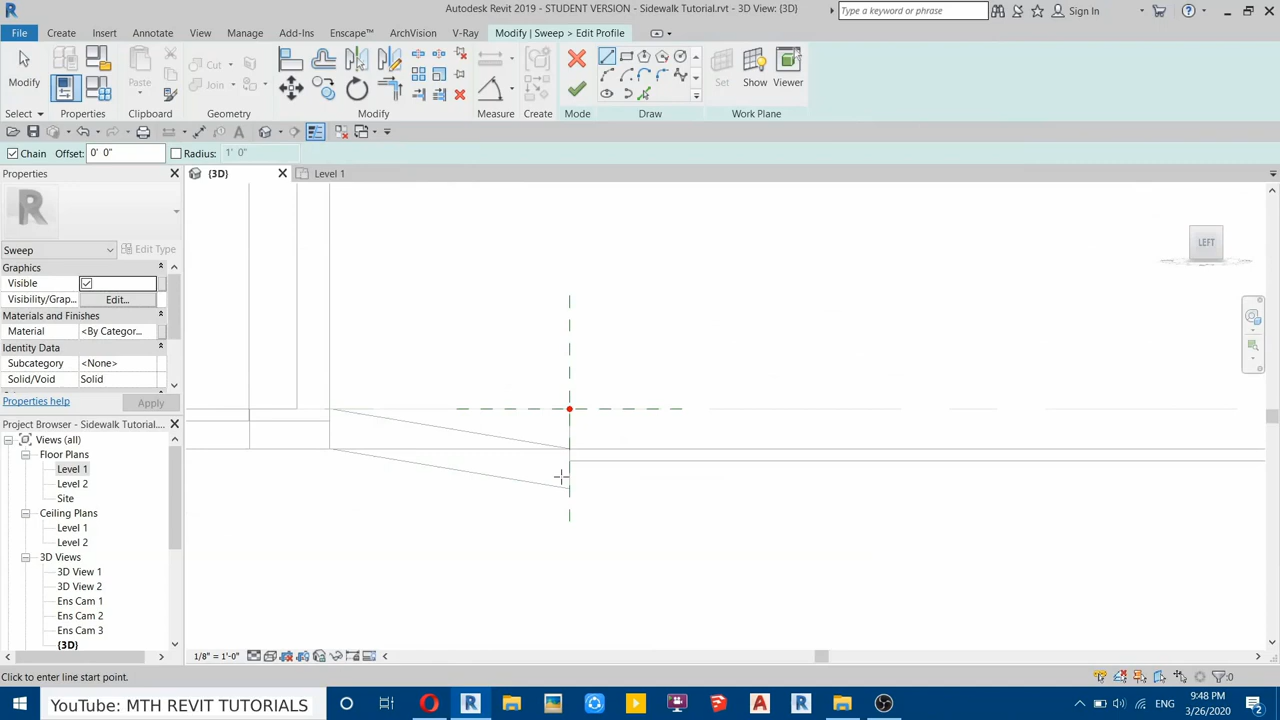 Autodesk Revit 2019 - STUDENT VERSION - Sidewalk Tutorial.rvt - 3D View: {3D}
Type a keyword or phrase
Sign In
File
Create
Insert
Annotate
View
Manage
Add-Ins
Enscape™
ArchVision
V-Ray
Modify | Sweep > Edit Profile
Modify
Paste
Cut
Join
Set
Show
Viewer
Select
Properties
Clipboard
Geometry
Modify
Measure
Create
Mode
Draw
Work Plane
Chain
Offset:
0' 0"
Radius:
1' 0"
Properties
{3D}
Level 1
Sweep
Edit Type
Graphics
Visible
Visibility/Grap...
Edit...
Materials and Finishes
Material
<By Categor...
Identity Data
Subcategory
<None>
Solid/Void
Solid
Properties help
Apply
Project Browser - Sidewalk Tutorial....
Views (all)
Floor Plans
Level 1
Level 2
Site
Ceiling Plans
Level 1
Level 2
3D Views
3D View 1
3D View 2
Ens Cam 1
Ens Cam 2
Ens Cam 3
{3D}
LEFT
1/8" = 1'-0"
Click to enter line start point.
:0
YouTube: MTH REVIT TUTORIALS
ENG
9:48 PM
3/26/2020
2